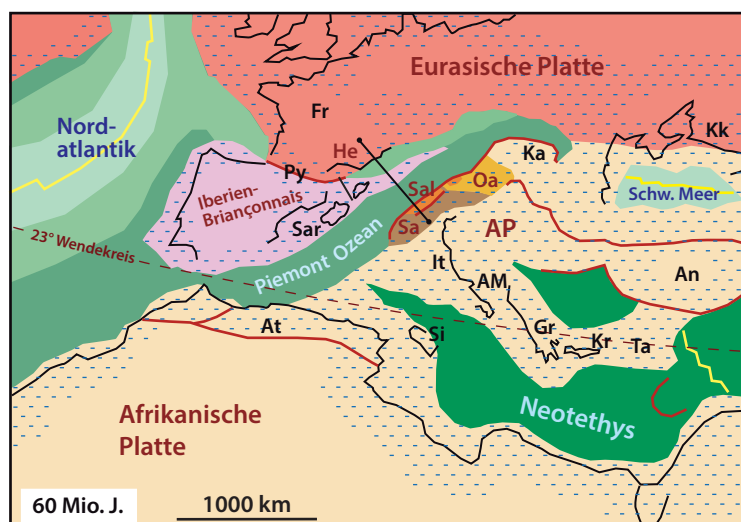 Eurasische Platte
Fr
Nord-
atlantik
Kk
He
Ka
Py
Iberien-
Briançonnais
Sal
Oa
Schw. Meer
Sar
Sa
AP
23° Wendekreis
Piemont Ozean
It
AM
An
At
Si
Gr
Kr
Ta
Afrikanische
Platte
Neotethys
60 Mio. J.
1000 km